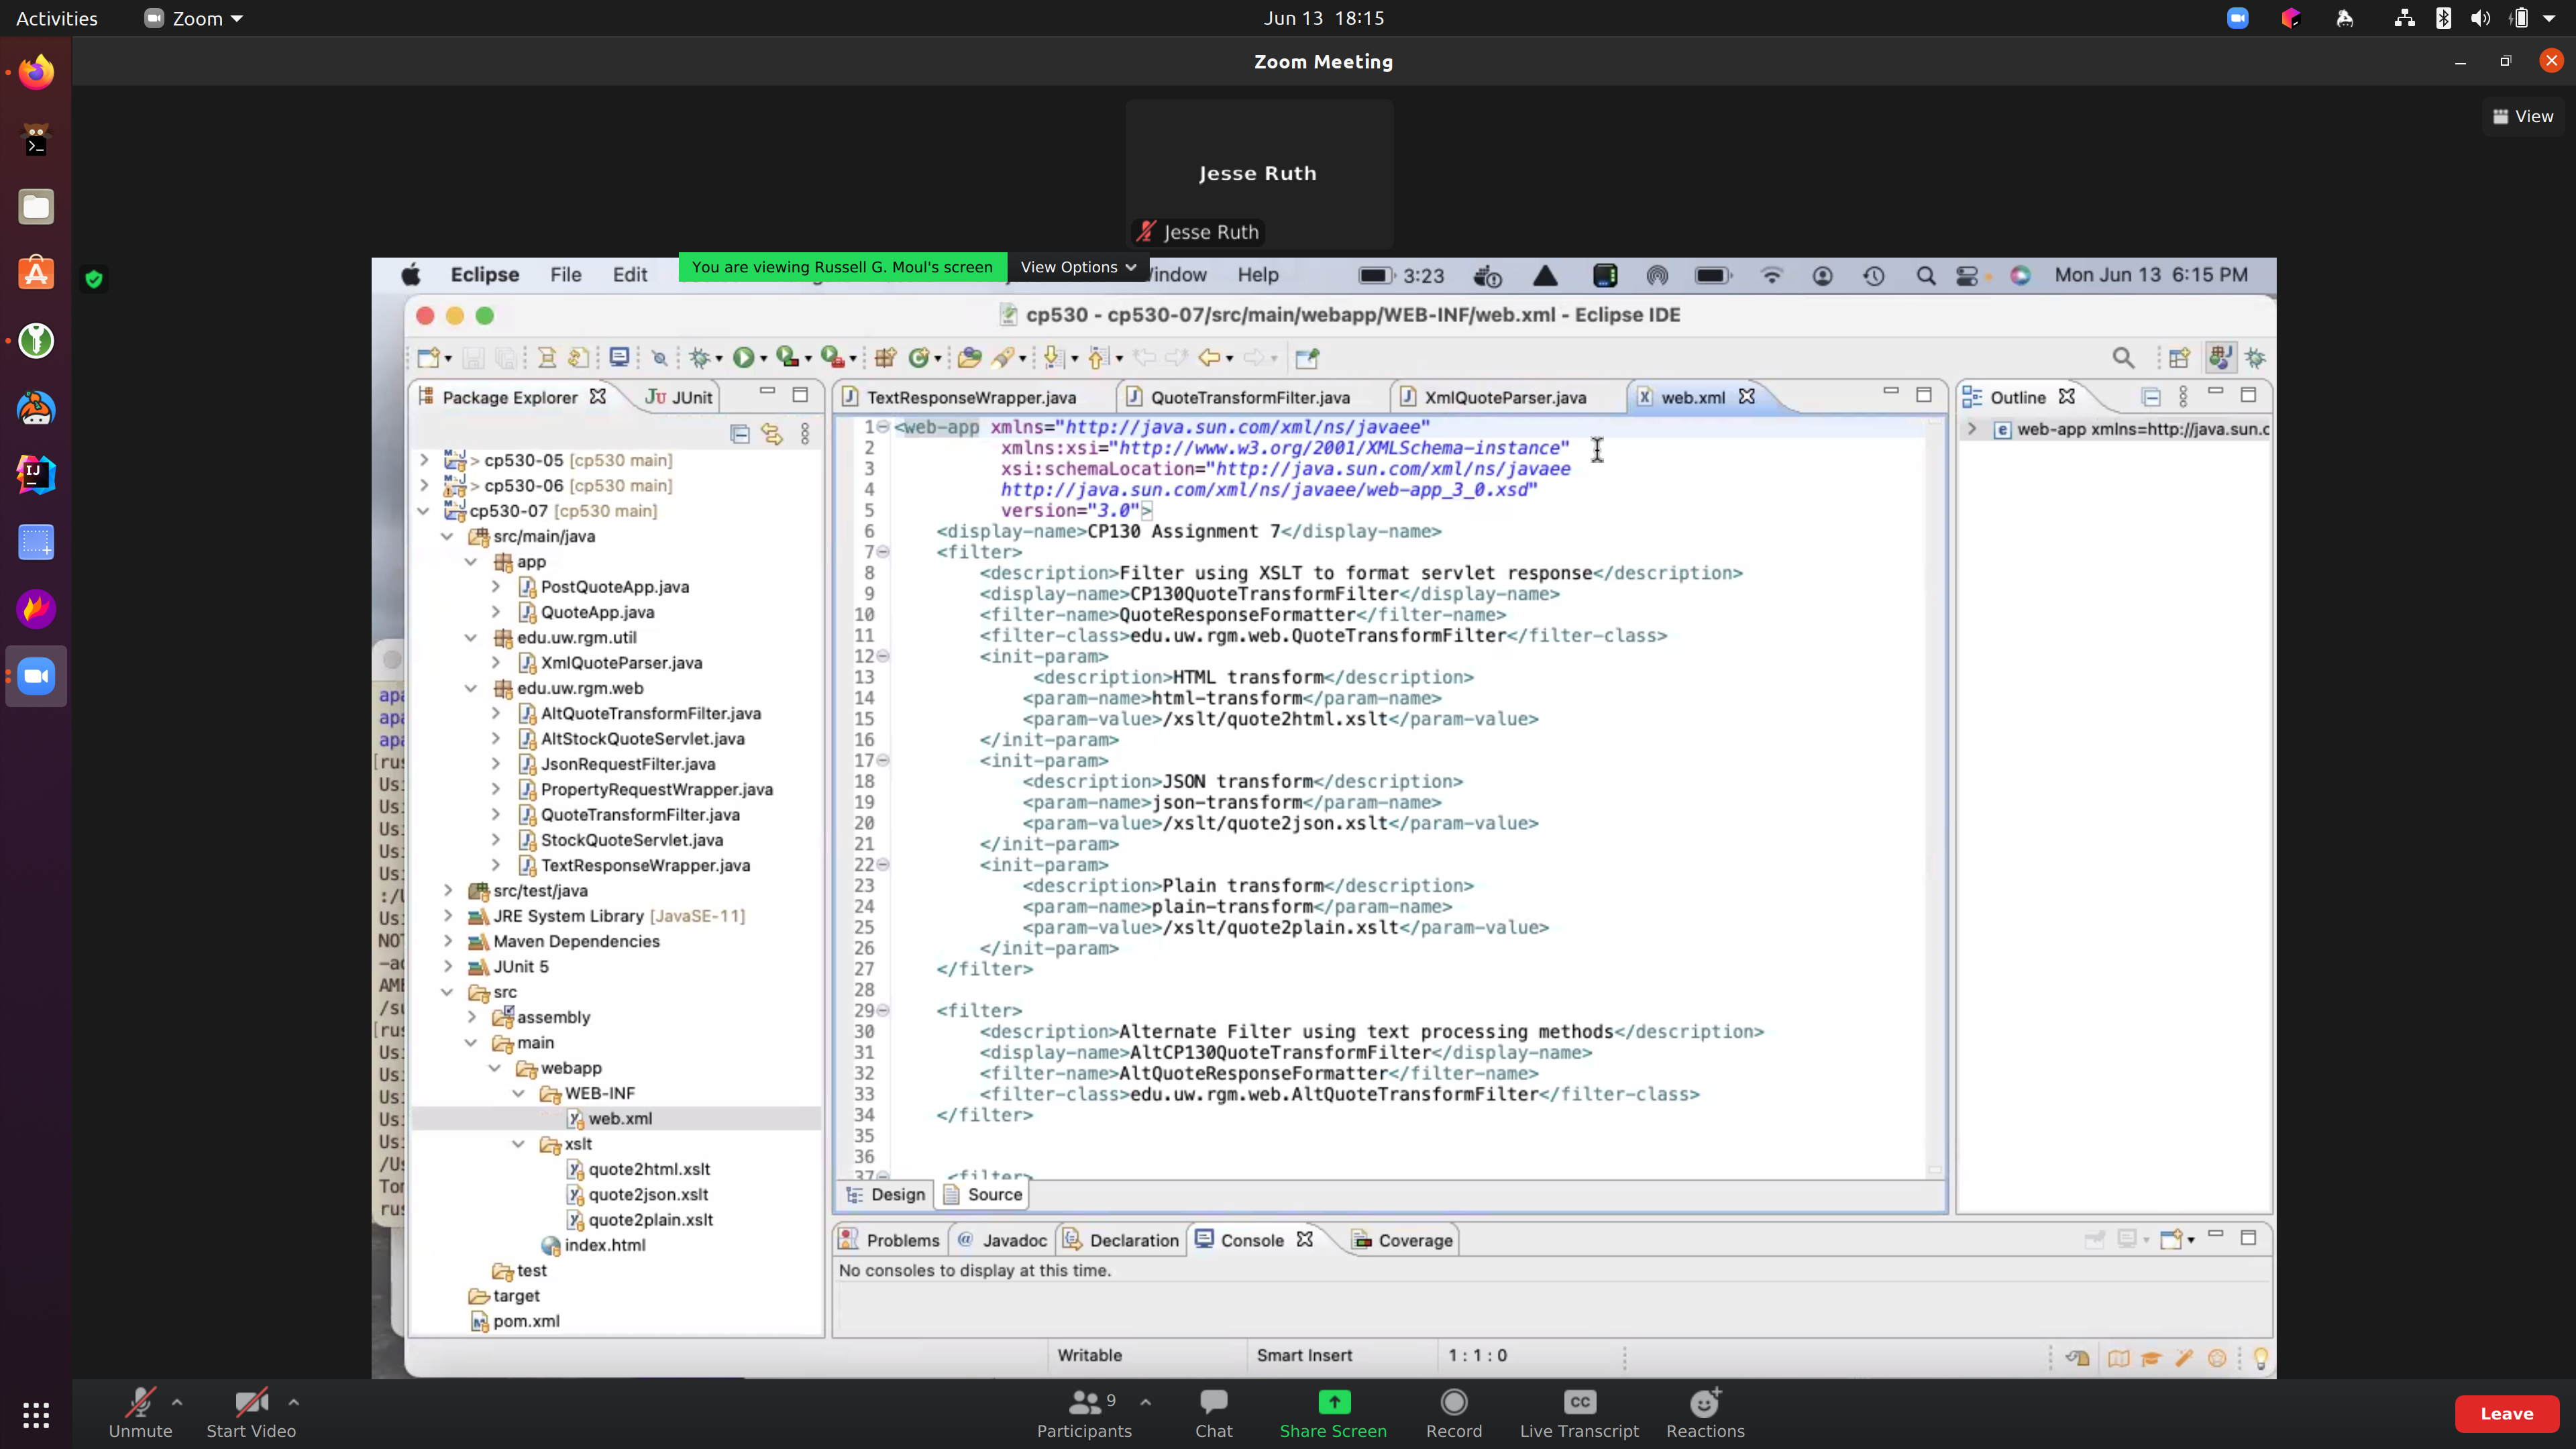 Activities
Zoom
Jun 13 18:15
Zoom Meeting
View
Jesse Ruth
Jesse Ruth
You are viewing Russell G. Moul's screen
View Options
Eclipse File Edit indow Help
3:23
Mon Jun 13 6:15 PM
cp530 - cp530-07/src/main/webapp/WEB-INF/web.xml - Eclipse IDE
Package Explorer
JUnit
> cp530-05 [cp530 main]
> cp530-06 [cp530 main]
cp530-07 [cp530 main]
src/main/java
app
PostQuoteApp.java
QuoteApp.java
edu.uw.rgm.util
XmlQuoteParser.java
edu.uw.rgm.web
AltQuoteTransformFilter.java
AltStockQuoteServlet.java
JsonRequestFilter.java
PropertyRequestWrapper.java
QuoteTransformFilter.java
StockQuoteServlet.java
TextResponseWrapper.java
src/test/java
JRE System Library [JavaSE-11]
Maven Dependencies
JUnit 5
src
assembly
main
webapp
WEB-INF
web.xml
xslt
quote2html.xslt
quote2json.xslt
quote2plain.xslt
index.html
test
target
pom.xml
TextResponseWrapper.java
QuoteTransformFilter.java
XmlQuoteParser.java
web.xml
1 <web-app xmlns="http://java.sun.com/xml/ns/javaee"
2 xmlns:xsi="http://www.w3.org/2001/XMLSchema-instance"
3 xsi:schemaLocation="http://java.sun.com/xml/ns/javaee
4 http://java.sun.com/xml/ns/javaee/web-app_3_0.xsd"
5 version="3.0">
6 <display-name>CP130 Assignment 7</display-name>
7 <filter>
8 <description>Filter using XSLT to format servlet response</description>
9 <display-name>CP130QuoteTransformFilter</display-name>
10 <filter-name>QuoteResponseFormatter</filter-name>
11 <filter-class>edu.uw.rgm.web.QuoteTransformFilter</filter-class>
12 <init-param>
13 <description>HTML transform</description>
14 <param-name>html-transform</param-name>
15 <param-value>/xslt/quote2html.xslt</param-value>
16 </init-param>
17 <init-param>
18 <description>JSON transform</description>
19 <param-name>json-transform</param-name>
20 <param-value>/xslt/quote2json.xslt</param-value>
21 </init-param>
22 <init-param>
23 <description>Plain transform</description>
24 <param-name>plain-transform</param-name>
25 <param-value>/xslt/quote2plain.xslt</param-value>
26 </init-param>
27 </filter>
28
29 <filter>
30 <description>Alternate Filter using text processing methods</description>
31 <display-name>AltCP130QuoteTransformFilter</display-name>
32 <filter-name>AltQuoteResponseFormatter</filter-name>
33 <filter-class>edu.uw.rgm.web.AltQuoteTransformFilter</filter-class>
34 </filter>
35
36
37 <filter>
Design
Source
Outline
web-app xmlns=http://java.sun.c
Problems
Javadoc
Declaration
Console
Coverage
No consoles to display at this time.
Writable
Smart Insert
1 : 1 : 0
Unmute
Start Video
Participants
9
Chat
Share Screen
Record
CC
Live Transcript
Reactions
Leave